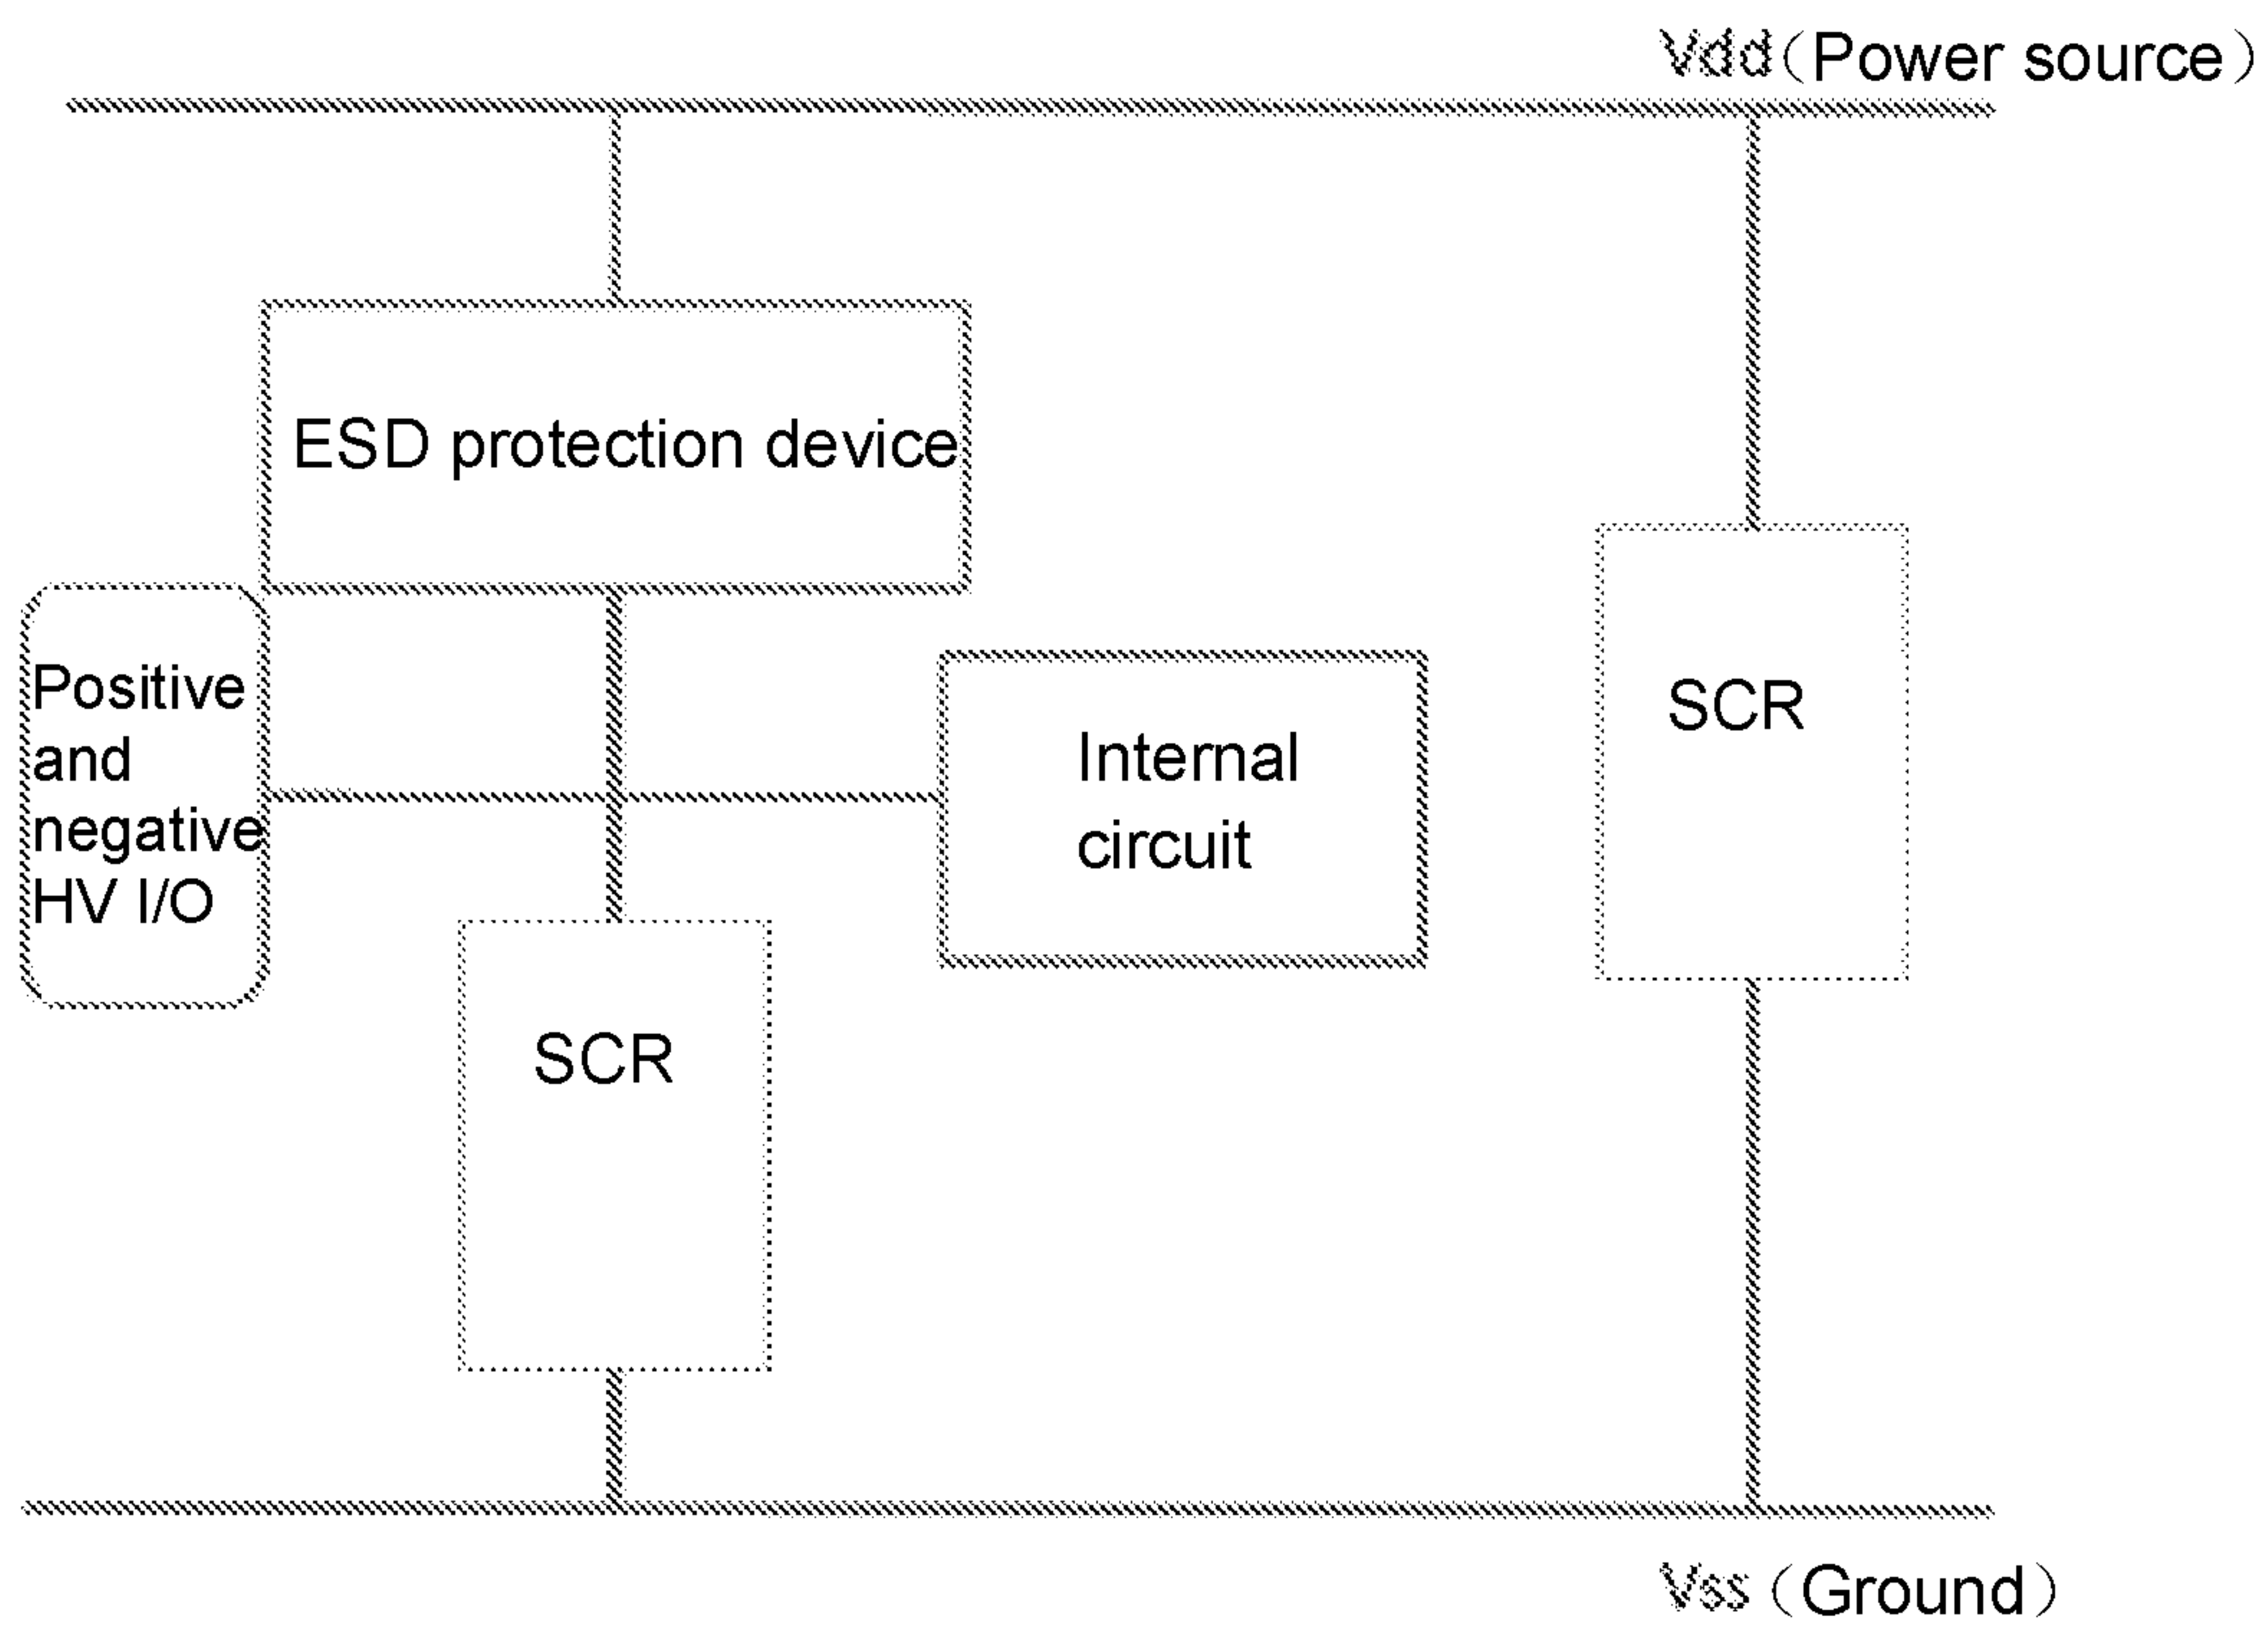 Vdd（Power source）
ESD protection device
Positive
and
negative
HV I/O
Internal
circuit
SCR
SCR
Vss（Ground）